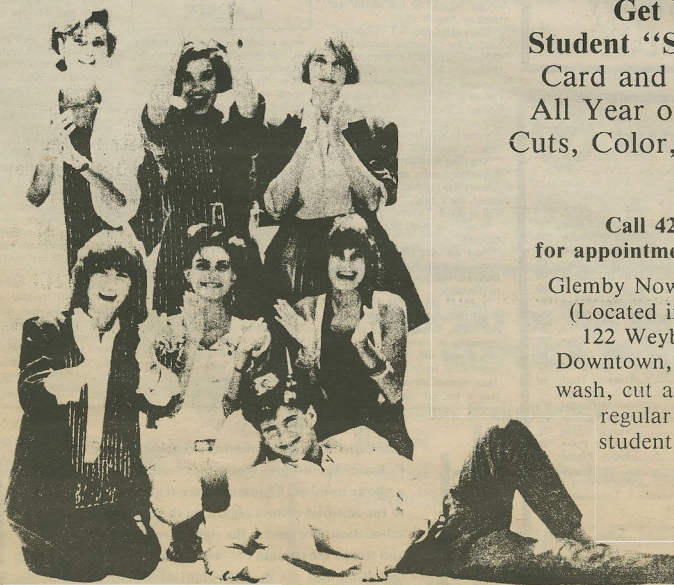 Get
Student “S
Card and
All Year o
Cuts, Color,
Call 42
for appointme
Glemby Now
(Located i
122 Weyb
Downtown,
wash, cut a
regular
student